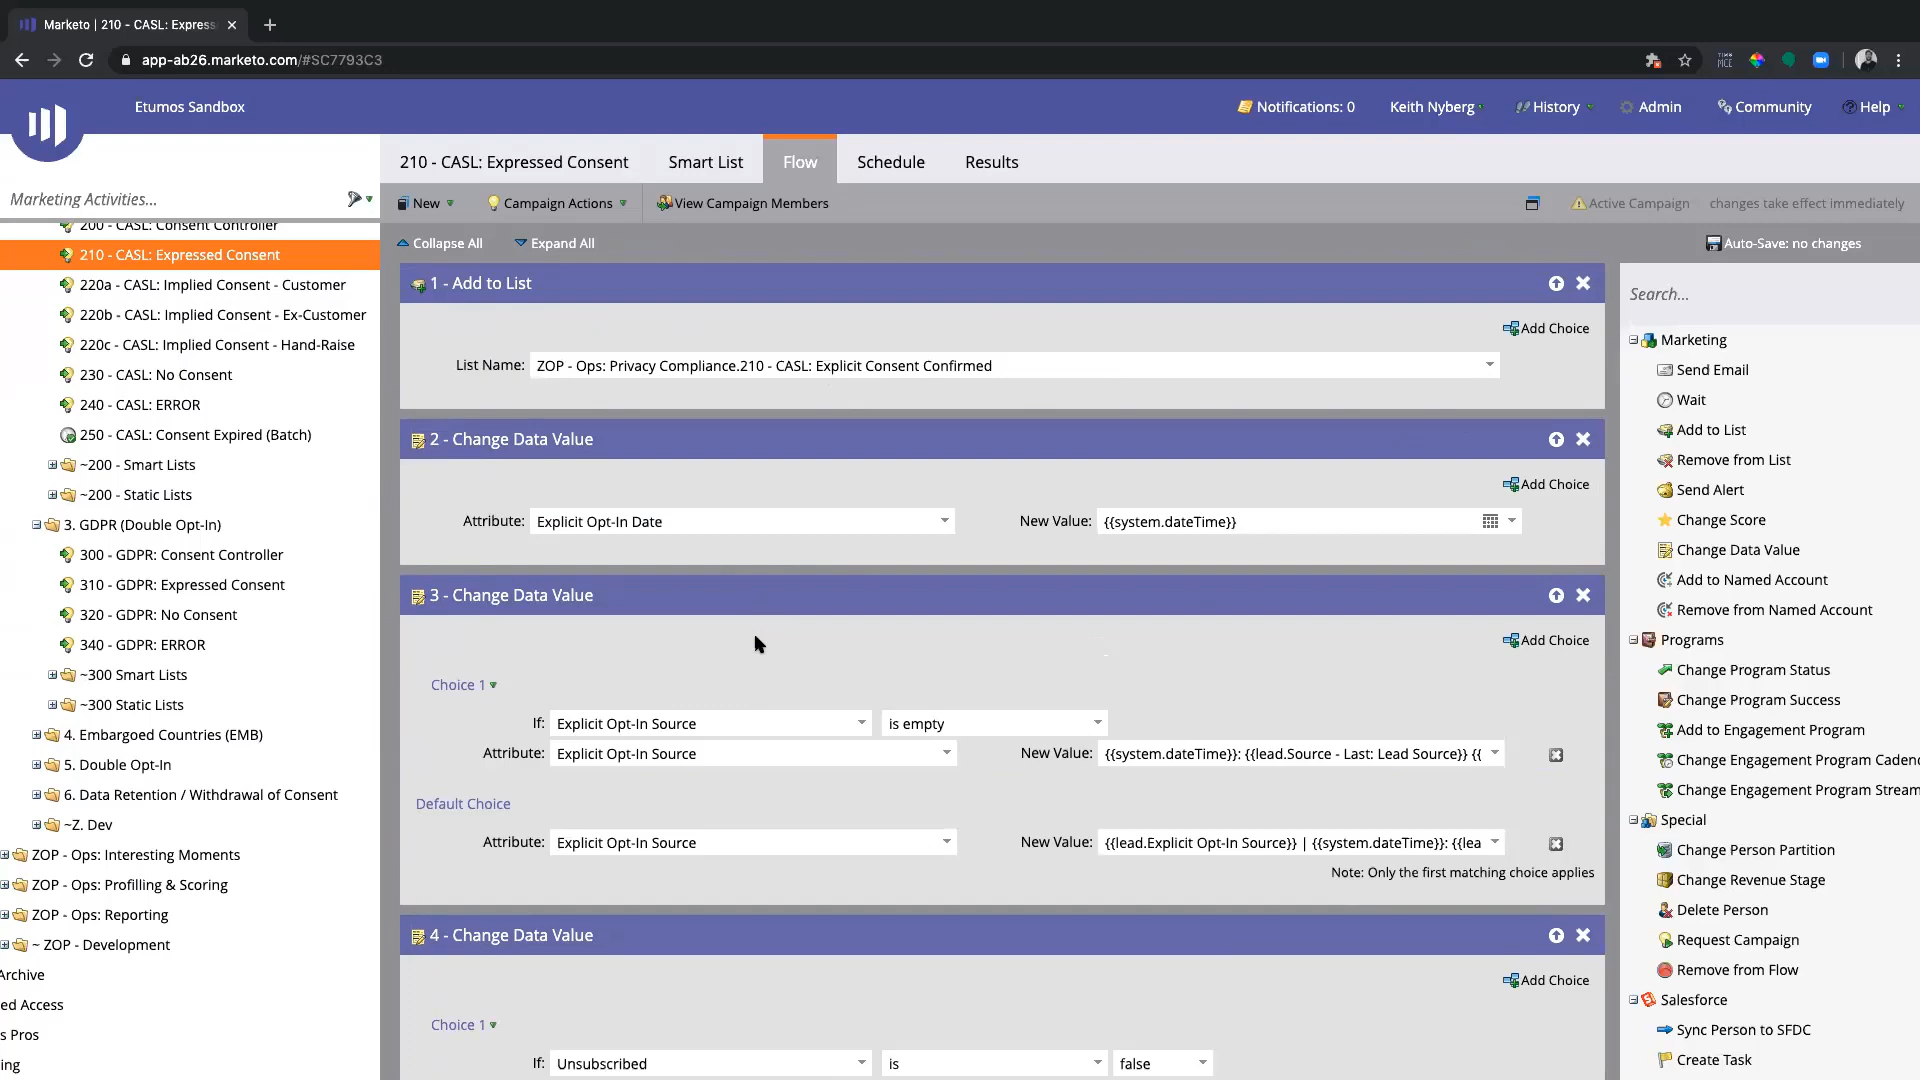 Marketo | 210 - CASL: Express
app-ab26.marketo.com/#SC7793C3
Etumos Sandbox
Notifications: 0
Keith Nyberg
History
Admin
Community
Help
Marketing Activities...
200 - CASL: Consent Controller
210 - CASL: Expressed Consent
220a - CASL: Implied Consent - Customer
220b - CASL: Implied Consent - Ex-Customer
220c - CASL: Implied Consent - Hand-Raise
230 - CASL: No Consent
240 - CASL: ERROR
250 - CASL: Consent Expired (Batch)
~200 - Smart Lists
~200 - Static Lists
3. GDPR (Double Opt-In)
300 - GDPR: Consent Controller
310 - GDPR: Expressed Consent
320 - GDPR: No Consent
340 - GDPR: ERROR
~300 Smart Lists
~300 Static Lists
4. Embargoed Countries (EMB)
5. Double Opt-In
6. Data Retention / Withdrawal of Consent
~Z. Dev
ZOP - Ops: Interesting Moments
ZOP - Ops: Profilling & Scoring
ZOP - Ops: Reporting
~ ZOP - Development
Archive
ed Access
s Pros
ing
210 - CASL: Expressed Consent
Smart List
Flow
Schedule
Results
New
Campaign Actions
View Campaign Members
Active Campaign
changes take effect immediately
Collapse All
Expand All
Auto-Save: no changes
1 - Add to List
Add Choice
List Name: ZOP - Ops: Privacy Compliance.210 - CASL: Explicit Consent Confirmed
2 - Change Data Value
Add Choice
Attribute: Explicit Opt-In Date
New Value: {{system.dateTime}}
3 - Change Data Value
Add Choice
Choice 1
If: Explicit Opt-In Source is empty
Attribute: Explicit Opt-In Source
New Value: {{system.dateTime}}: {{lead.Source - Last: Lead Source}} {{
Default Choice
Attribute: Explicit Opt-In Source
New Value: {{lead.Explicit Opt-In Source}} | {{system.dateTime}}: {{lea
Note: Only the first matching choice applies
4 - Change Data Value
Add Choice
Choice 1
If: Unsubscribed is false
Search...
Marketing
Send Email
Wait
Add to List
Remove from List
Send Alert
Change Score
Change Data Value
Add to Named Account
Remove from Named Account
Programs
Change Program Status
Change Program Success
Add to Engagement Program
Change Engagement Program Cadenc
Change Engagement Program Stream
Special
Change Person Partition
Change Revenue Stage
Delete Person
Request Campaign
Remove from Flow
Salesforce
Sync Person to SFDC
Create Task